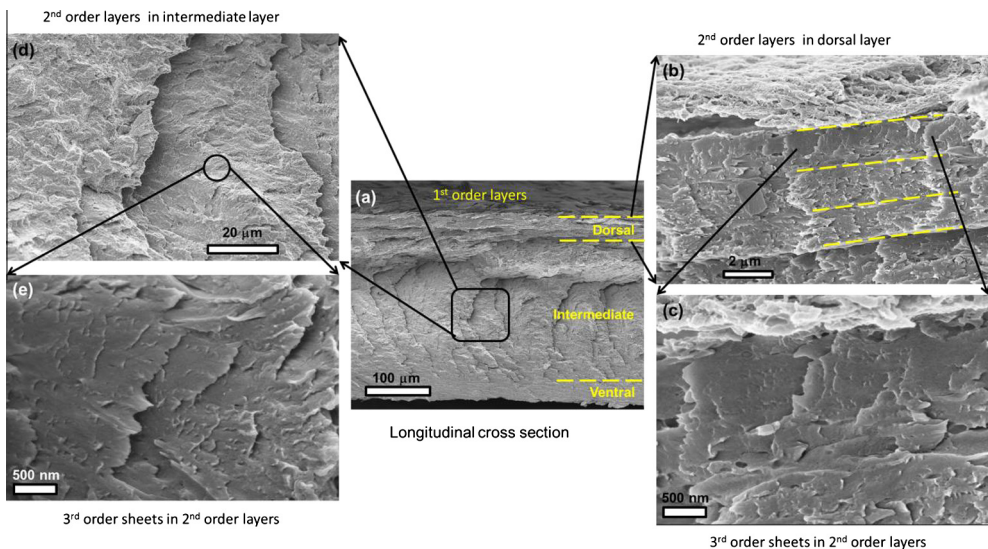 2nd order layers in intermediate layer
(d)
20 μm
(e)
500 nm
3rd order sheets in 2nd order layers
(a)
1st order layers
Dorsal
Intermediate
Ventral
100 μm
Longitudinal cross section
2nd order layers in dorsal layer
(b)
2 μm
(c)
500 nm
3rd order sheets in 2nd order layers